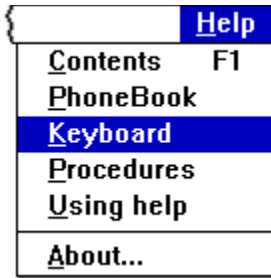 Help
Contents F1
PhoneBook
Keyboard
Procedures
Using help
About...